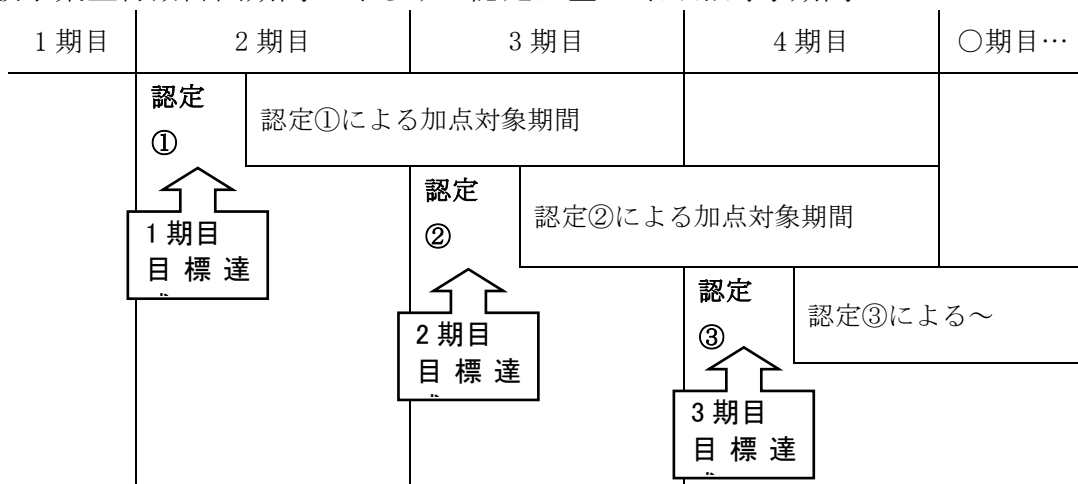 1期目 2期目 3期目 4期目 〇期目…
認定
①
認定①による加点対象期間
1期目
目標達
認定
②
認定②による加点対象期間
2期目
目標達
認定
③
認定③による～
3期目
目標達